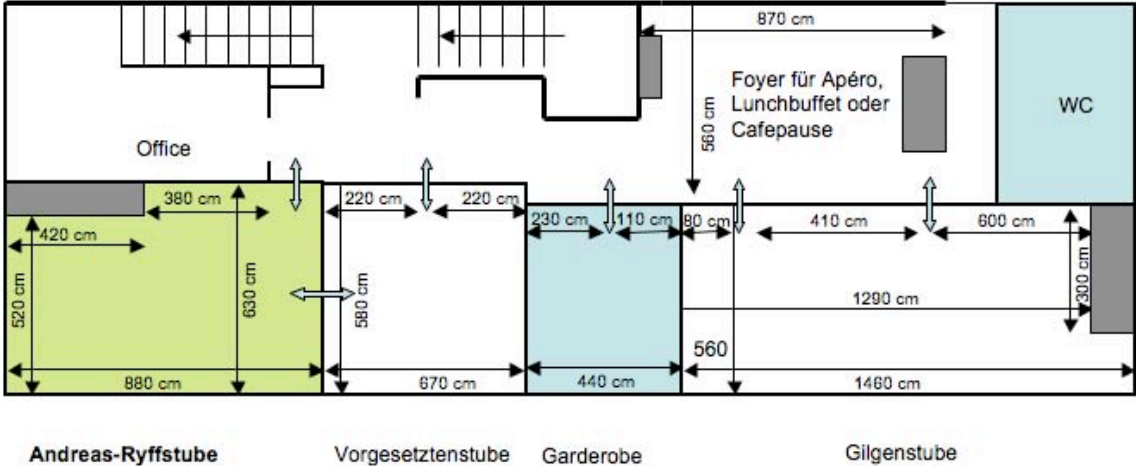 870 cm
Foyer für Apéro,
Lunchbuffet oder
Cafepause
560 cm
WC
Office
380 cm
220 cm
220 cm
230 cm
110 cm
80 cm
410 cm
600 cm
420 cm
520 cm
630 cm
580 cm
300 cm
1290 cm
560
880 cm
670 cm
440 cm
1460 cm
Andreas-Ryffstube
Vorgesetztenstube
Garderobe
Gilgenstube